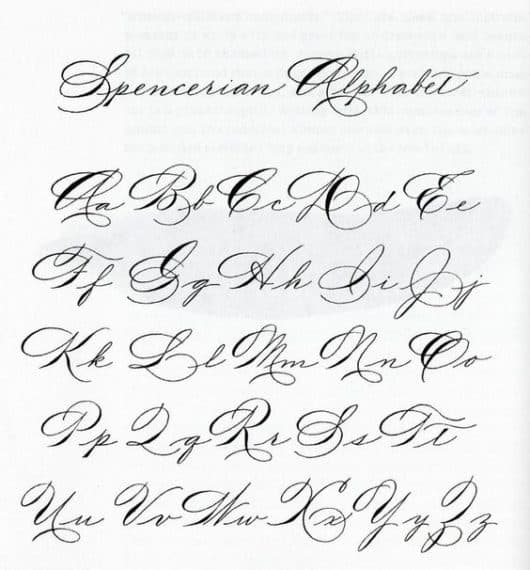 Spencerian Alphabet
Aa Bb Cc Dd Ee
Ff Gg Hh Ii Jj
Kk Ll Mm Nn Oo
Pp Qq Rr Ss Tt
Uu Vv Ww Xx Yy Zz